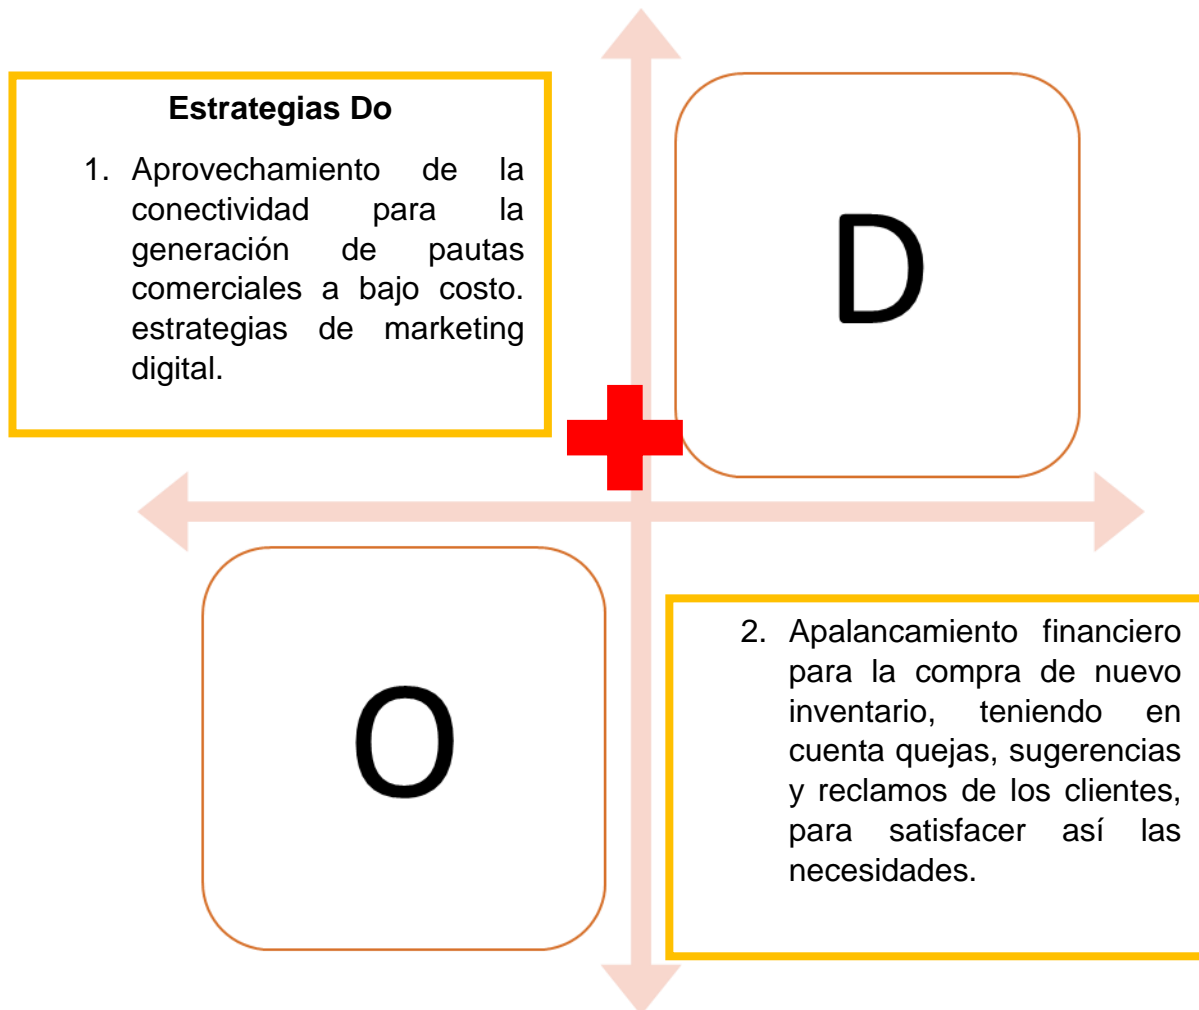 Estrategias Do
1. Aprovechamiento de la
conectividad para la
generación de pautas
comerciales a bajo costo.
estrategias de marketing
digital.
D
O
2. Apalancamiento financiero
para la compra de nuevo
inventario, teniendo en
cuenta quejas, sugerencias
y reclamos de los clientes,
para satisfacer así las
necesidades.